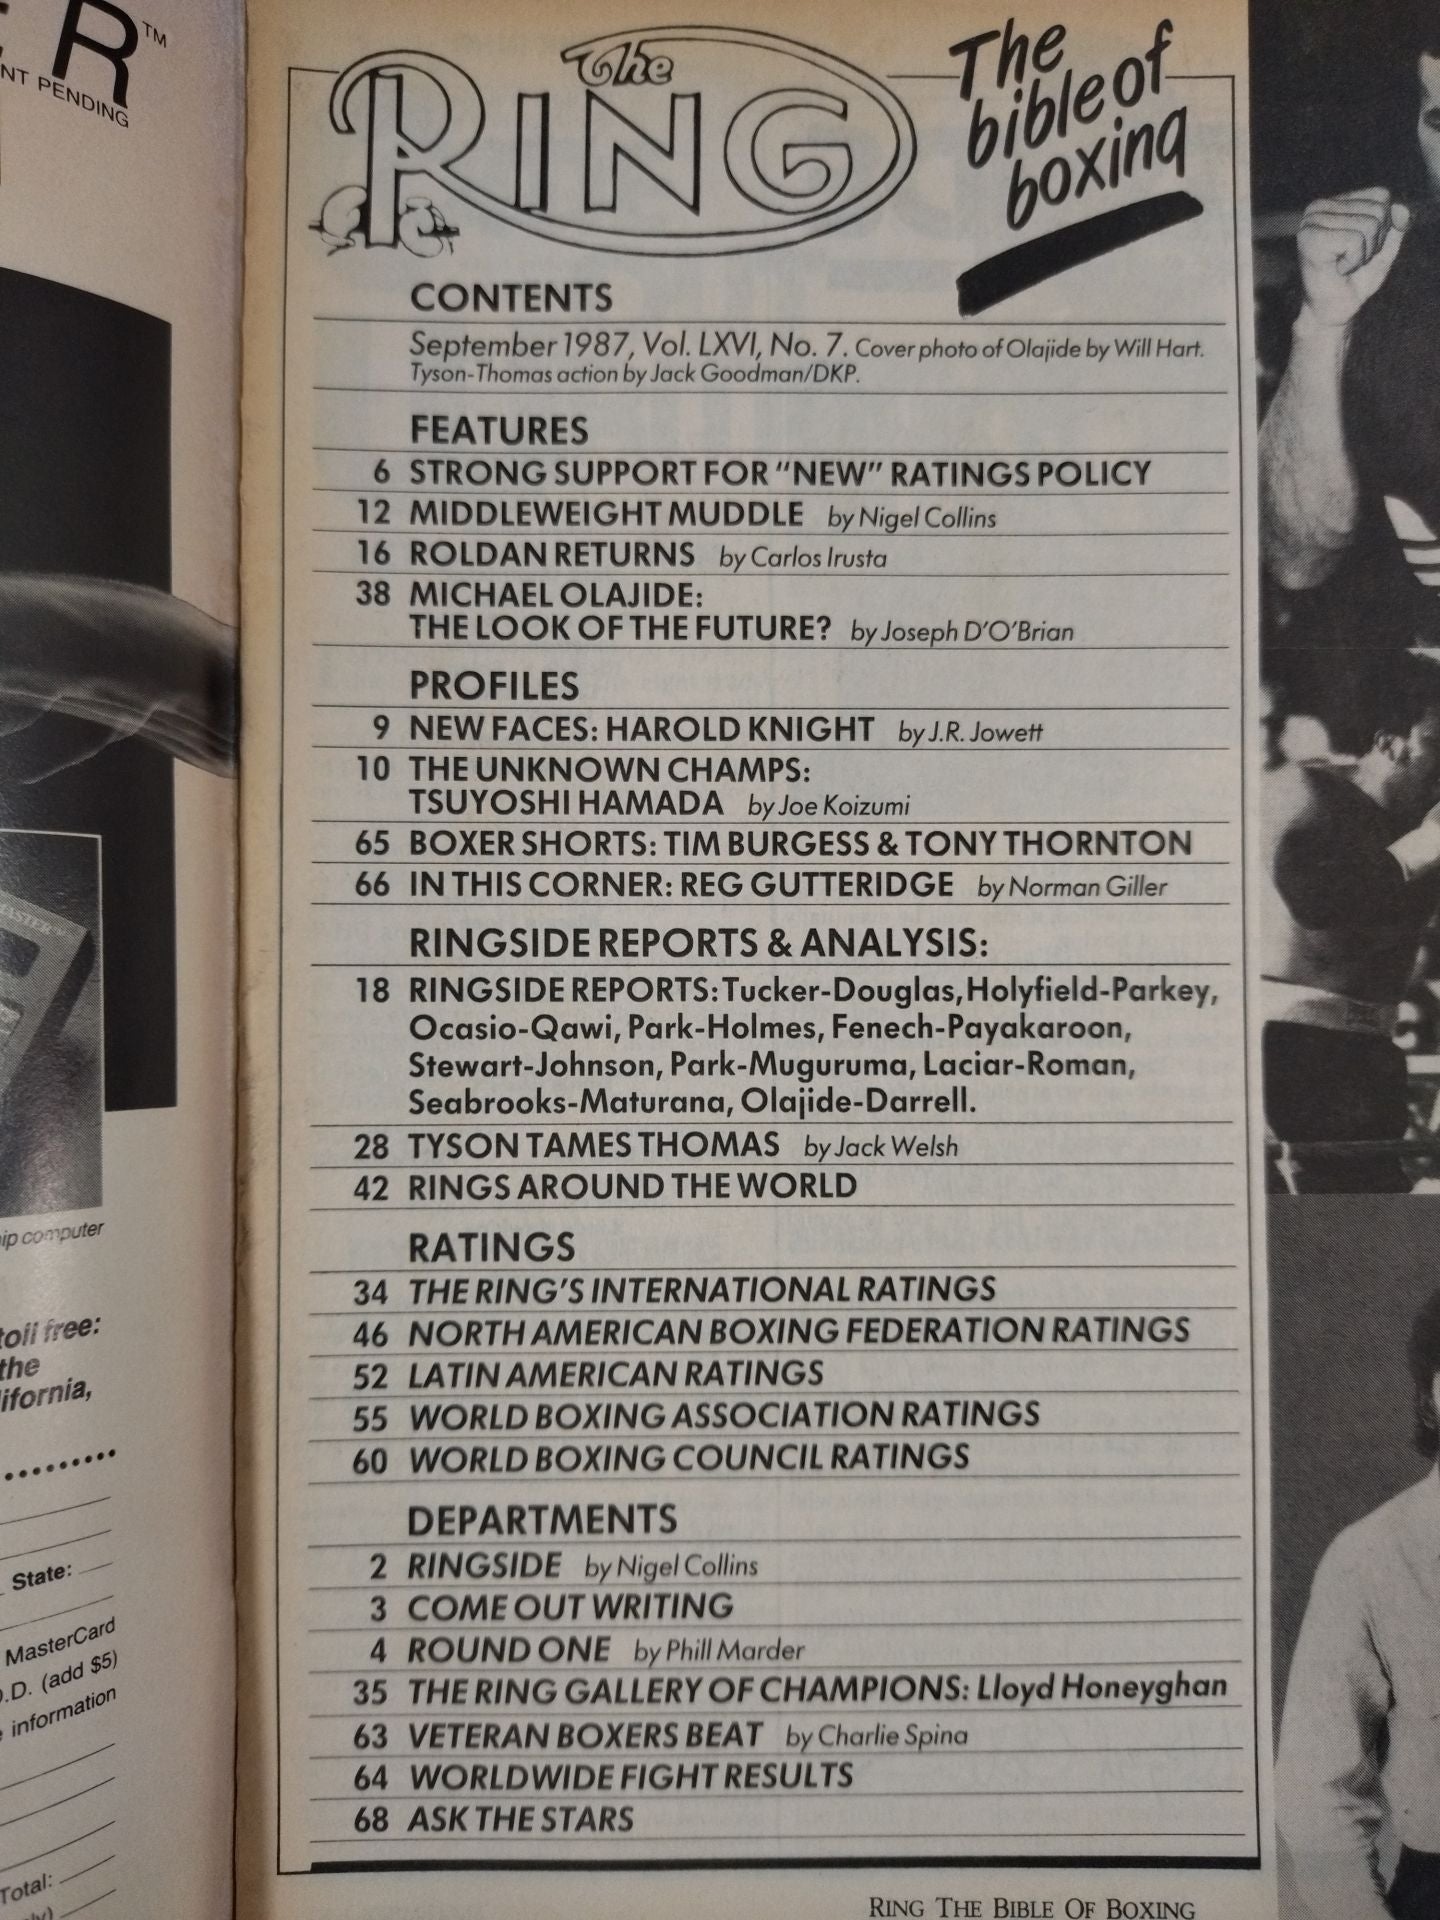 ER™
NT PENDING
MASTER
ip computer
toll free:
the
lifornia,
State:
MasterCard
.D. (add $5)
information
Total:
The RING
The bible of boxing
CONTENTS
September 1987, Vol. LXVI, No. 7. Cover photo of Olajide by Will Hart.
Tyson-Thomas action by Jack Goodman/DKP.
FEATURES
6 STRONG SUPPORT FOR "NEW" RATINGS POLICY
12 MIDDLEWEIGHT MUDDLE by Nigel Collins
16 ROLDAN RETURNS by Carlos Irusta
38 MICHAEL OLAJIDE:
THE LOOK OF THE FUTURE? by Joseph D'O'Brian
PROFILES
9 NEW FACES: HAROLD KNIGHT by J.R. Jowett
10 THE UNKNOWN CHAMPS:
TSUYOSHI HAMADA by Joe Koizumi
65 BOXER SHORTS: TIM BURGESS & TONY THORNTON
66 IN THIS CORNER: REG GUTTERIDGE by Norman Giller
RINGSIDE REPORTS & ANALYSIS:
18 RINGSIDE REPORTS: Tucker-Douglas, Holyfield-Parkey,
Ocasio-Qawi, Park-Holmes, Fenech-Payakaroon,
Stewart-Johnson, Park-Muguruma, Laciar-Roman,
Seabrooks-Maturana, Olajide-Darrell.
28 TYSON TAMES THOMAS by Jack Welsh
42 RINGS AROUND THE WORLD
RATINGS
34 THE RING'S INTERNATIONAL RATINGS
46 NORTH AMERICAN BOXING FEDERATION RATINGS
52 LATIN AMERICAN RATINGS
55 WORLD BOXING ASSOCIATION RATINGS
60 WORLD BOXING COUNCIL RATINGS
DEPARTMENTS
2 RINGSIDE by Nigel Collins
3 COME OUT WRITING
4 ROUND ONE by Phill Marder
35 THE RING GALLERY OF CHAMPIONS: Lloyd Honeyghan
63 VETERAN BOXERS BEAT by Charlie Spina
64 WORLDWIDE FIGHT RESULTS
68 ASK THE STARS
RING THE BIBLE OF BOXING